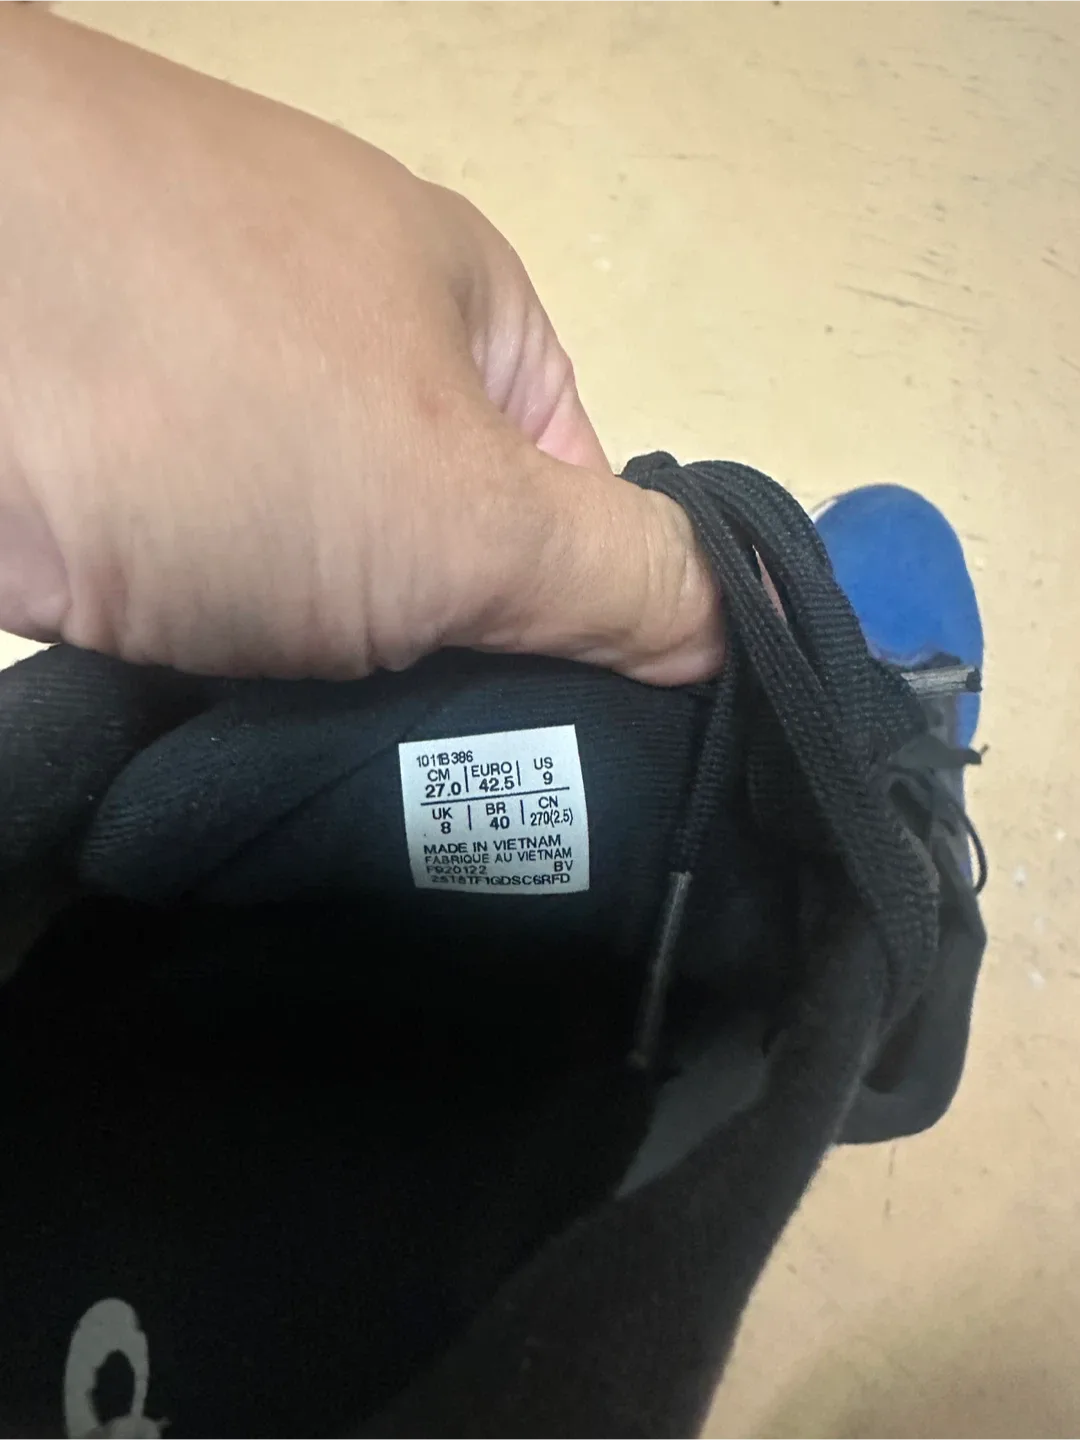 1011B386
CM 27.0 | EURO 42.5 | US 9
UK 8 | BR 40 | CN 270(2.5)
MADE IN VIETNAM
FABRIQUE AU VIETNAM
F920122 BV